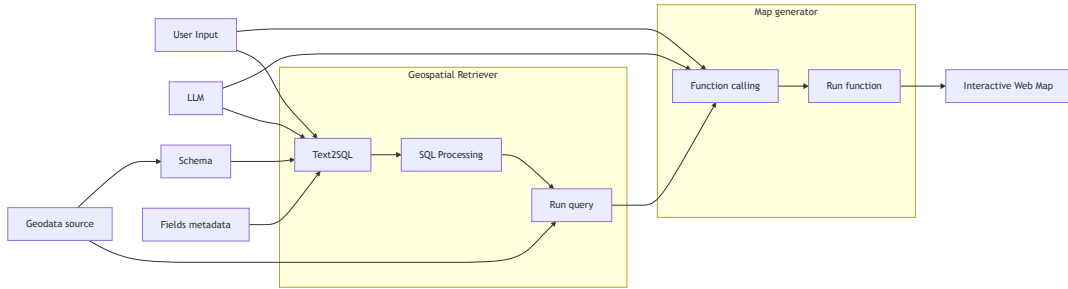 Map generator
User Input
Geospatial Retriever
Function calling
Run function
Interactive Web Map
LLM
Text2SQL
SQL Processing
Schema
Run query
Geodata source
Fields metadata